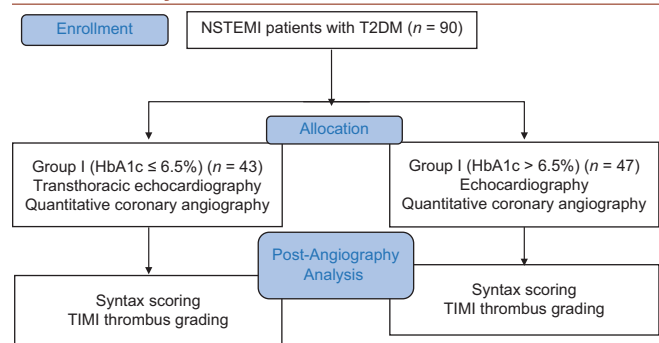 Enrollment
NSTEMI patients with T2DM (n = 90)
Allocation
Group I (HbA1c ≤ 6.5%) (n = 43)
Transthoracic echocardiography
Quantitative coronary angiography
Group I (HbA1c > 6.5%) (n = 47)
Echocardiography
Quantitative coronary angiography
Post-Angiography
Analysis
Syntax scoring
TIMI thrombus grading
Syntax scoring
TIMI thrombus grading